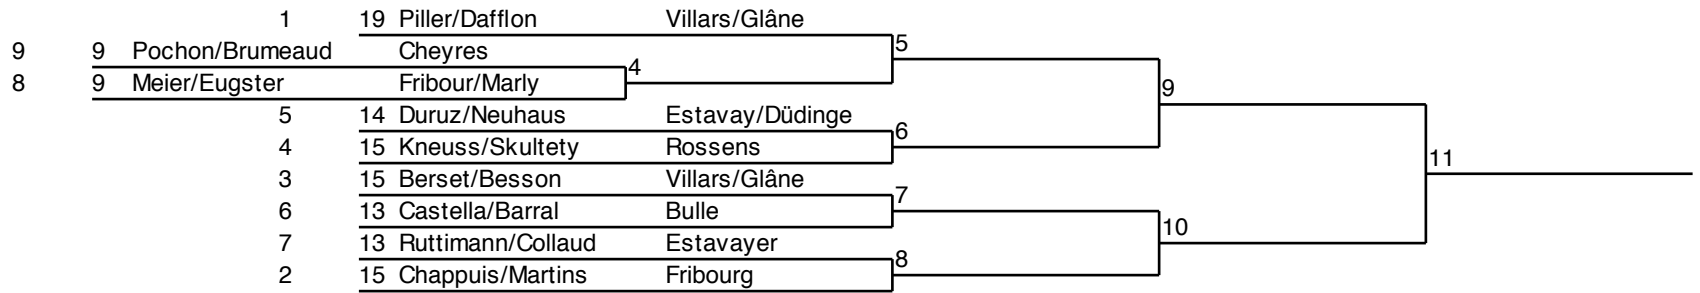 1 19 Piller/Dafflon Villars/Glâne
9 9 Pochon/Brumeaud Cheyres 5
8 9 Meier/Eugster Fribour/Marly 4
9
5 14 Duruz/Neuhaus Estavay/Düdinge
6
4 15 Kneuss/Skultety Rossens
11
3 15 Berset/Besson Villars/Glâne
7
6 13 Castella/Barral Bulle
10
7 13 Ruttimann/Collaud Estavayer
8
2 15 Chappuis/Martins Fribourg